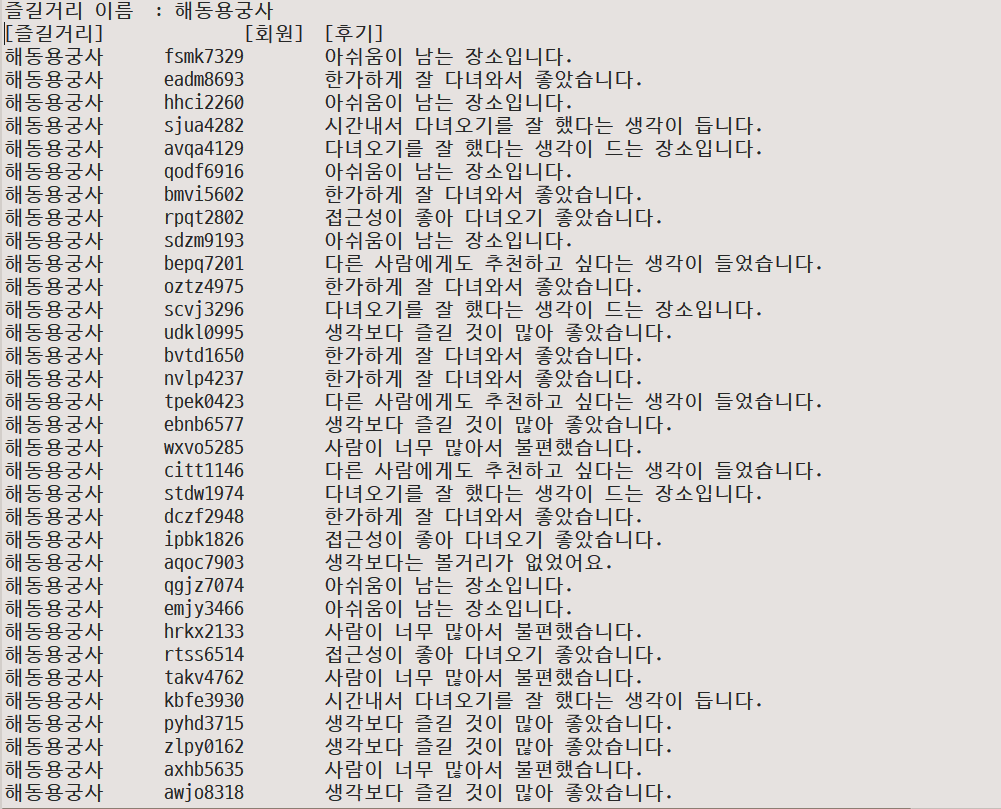 즐길거리 이름 : 해동용궁사
[즐길거리] [회원] [후기]
해동용궁사 fsmk7329 아쉬움이 남는 장소입니다.
해동용궁사 eadm8693 한가하게 잘 다녀와서 좋았습니다.
해동용궁사 hhci2260 아쉬움이 남는 장소입니다.
해동용궁사 sjua4282 시간내서 다녀오기를 잘 했다는 생각이 듭니다.
해동용궁사 avqa4129 다녀오기를 잘 했다는 생각이 드는 장소입니다.
해동용궁사 qodf6916 아쉬움이 남는 장소입니다.
해동용궁사 bmvi5602 한가하게 잘 다녀와서 좋았습니다.
해동용궁사 rpqt2802 접근성이 좋아 다녀오기 좋았습니다.
해동용궁사 sdzm9193 아쉬움이 남는 장소입니다.
해동용궁사 bepq7201 다른 사람에게도 추천하고 싶다는 생각이 들었습니다.
해동용궁사 oztz4975 한가하게 잘 다녀와서 좋았습니다.
해동용궁사 scvj3296 다녀오기를 잘 했다는 생각이 드는 장소입니다.
해동용궁사 udkl0995 생각보다 즐길 것이 많아 좋았습니다.
해동용궁사 bvtd1650 한가하게 잘 다녀와서 좋았습니다.
해동용궁사 nvlp4237 한가하게 잘 다녀와서 좋았습니다.
해동용궁사 tpek0423 다른 사람에게도 추천하고 싶다는 생각이 들었습니다.
해동용궁사 ebnb6577 생각보다 즐길 것이 많아 좋았습니다.
해동용궁사 wxvo5285 사람이 너무 많아서 불편했습니다.
해동용궁사 citt1146 다른 사람에게도 추천하고 싶다는 생각이 들었습니다.
해동용궁사 stdw1974 다녀오기를 잘 했다는 생각이 드는 장소입니다.
해동용궁사 dczf2948 한가하게 잘 다녀와서 좋았습니다.
해동용궁사 ipbk1826 접근성이 좋아 다녀오기 좋았습니다.
해동용궁사 aqoc7903 생각보다는 볼거리가 없었어요.
해동용궁사 qgjz7074 아쉬움이 남는 장소입니다.
해동용궁사 emjy3466 아쉬움이 남는 장소입니다.
해동용궁사 hrkx2133 사람이 너무 많아서 불편했습니다.
해동용궁사 rtss6514 접근성이 좋아 다녀오기 좋았습니다.
해동용궁사 takv4762 사람이 너무 많아서 불편했습니다.
해동용궁사 kbfe3930 시간내서 다녀오기를 잘 했다는 생각이 듭니다.
해동용궁사 pyhd3715 생각보다 즐길 것이 많아 좋았습니다.
해동용궁사 zlpy0162 생각보다 즐길 것이 많아 좋았습니다.
해동용궁사 axhb5635 사람이 너무 많아서 불편했습니다.
해동용궁사 awjo8318 생각보다 즐길 것이 많아 좋았습니다.